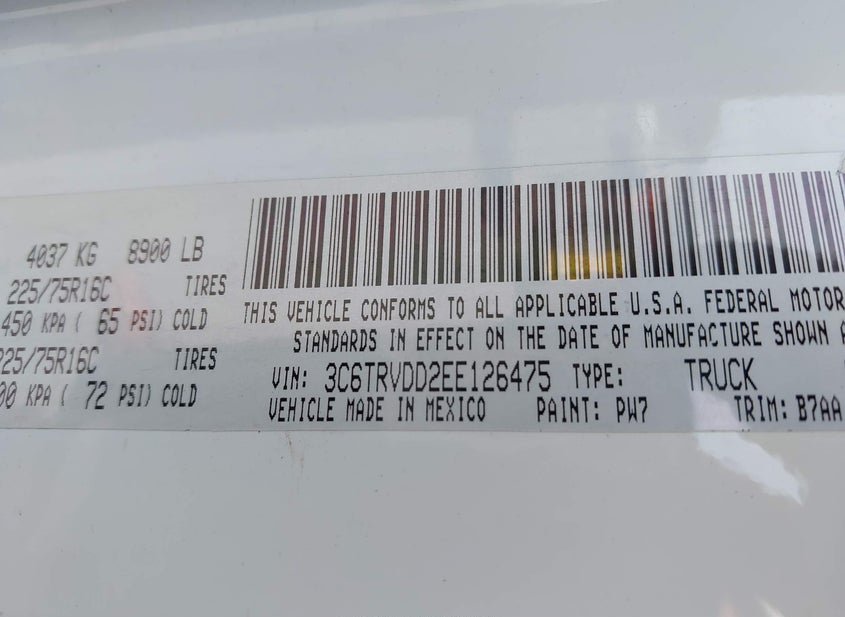 4037 KG 8900 LB
225/75R16C TIRES
450 KPA ( 65 PSI) COLD
225/75R16C TIRES
00 KPA ( 72 PSI) COLD
THIS VEHICLE CONFORMS TO ALL APPLICABLE U.S.A. FEDERAL MOTOR
STANDARDS IN EFFECT ON THE DATE OF MANUFACTURE SHOWN A
VIN: 3C6TRVDD2EE126475 TYPE: TRUCK
VEHICLE MADE IN MEXICO PAINT: PW7 TRIM: B7AA